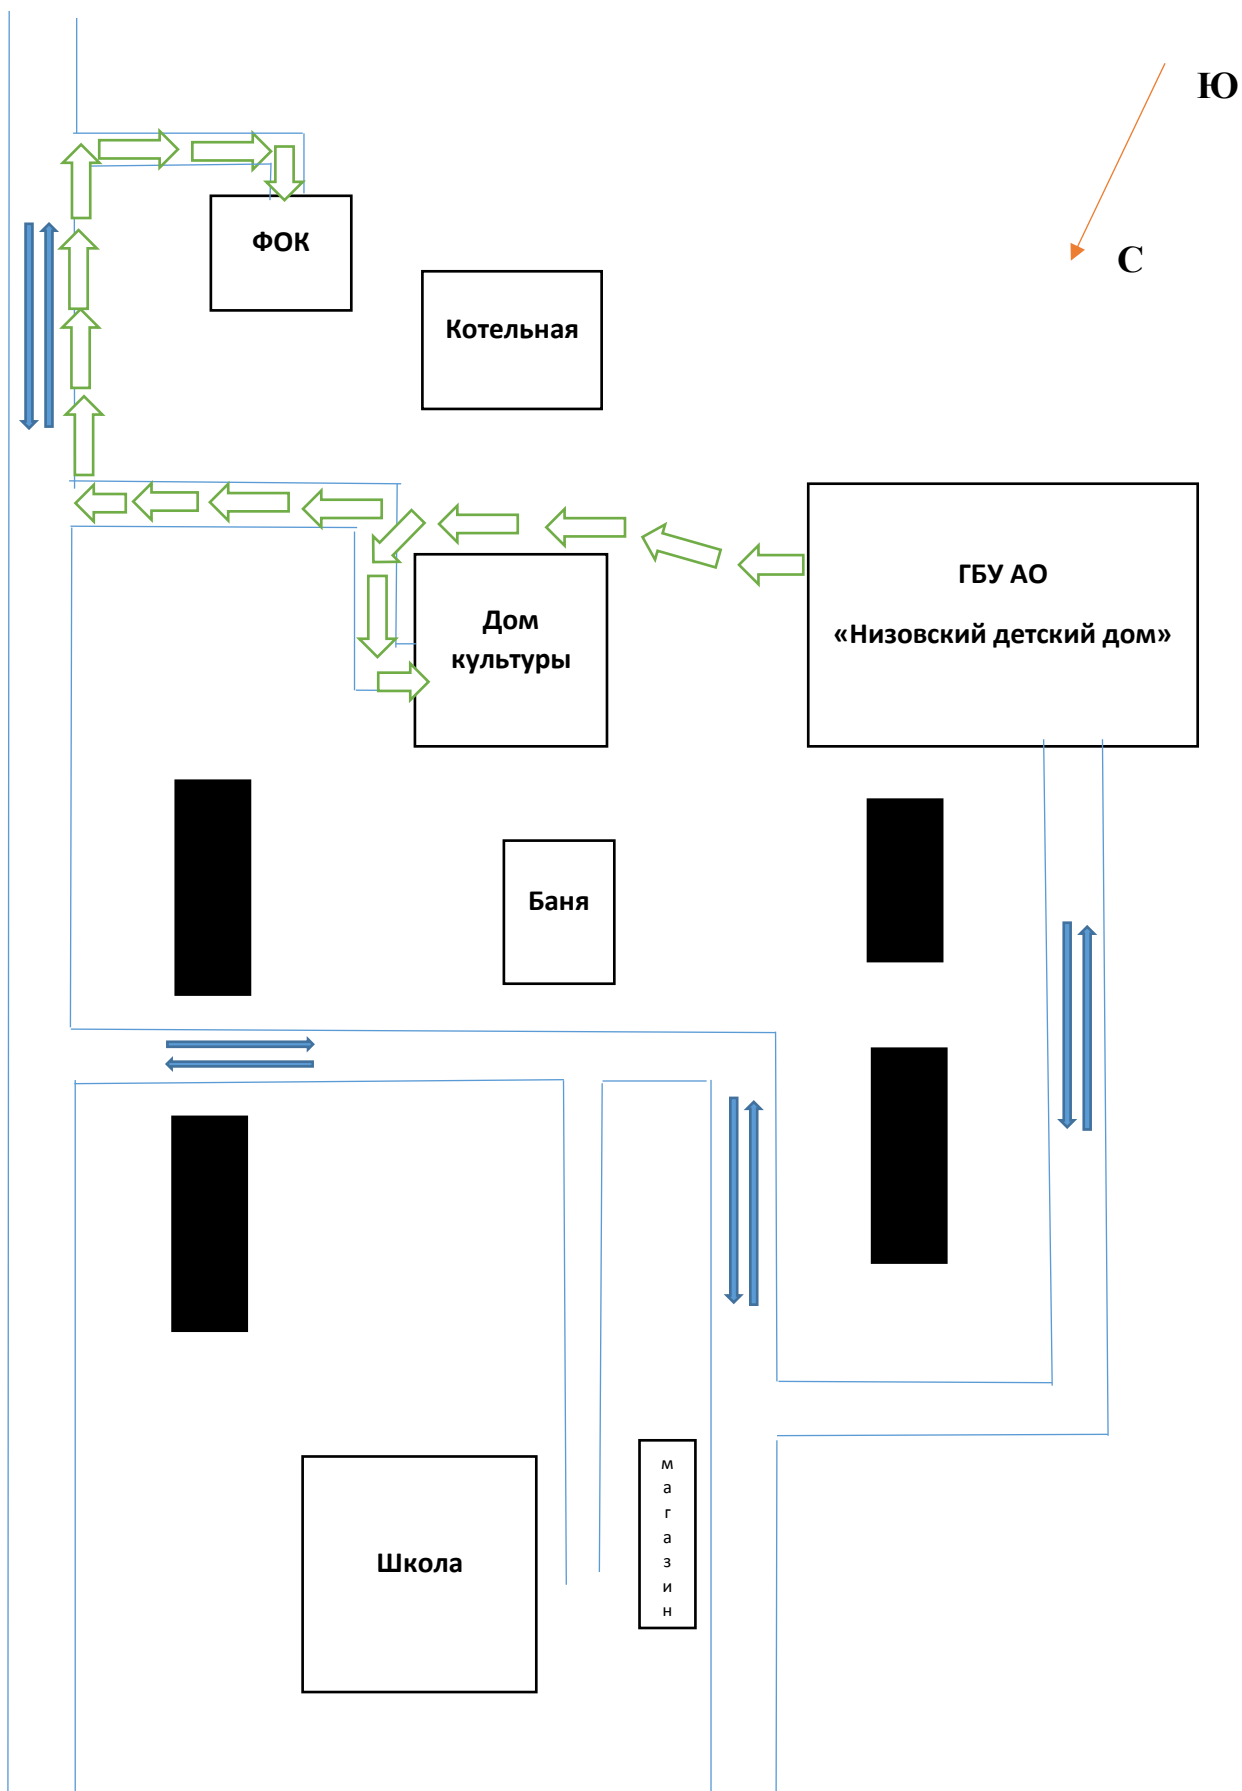 Ю
ФОК
С
Котельная
ГБУ АО
«Низовский детский дом»
Дом
культуры
Баня
м
а
г
а
з
и
н
Школа